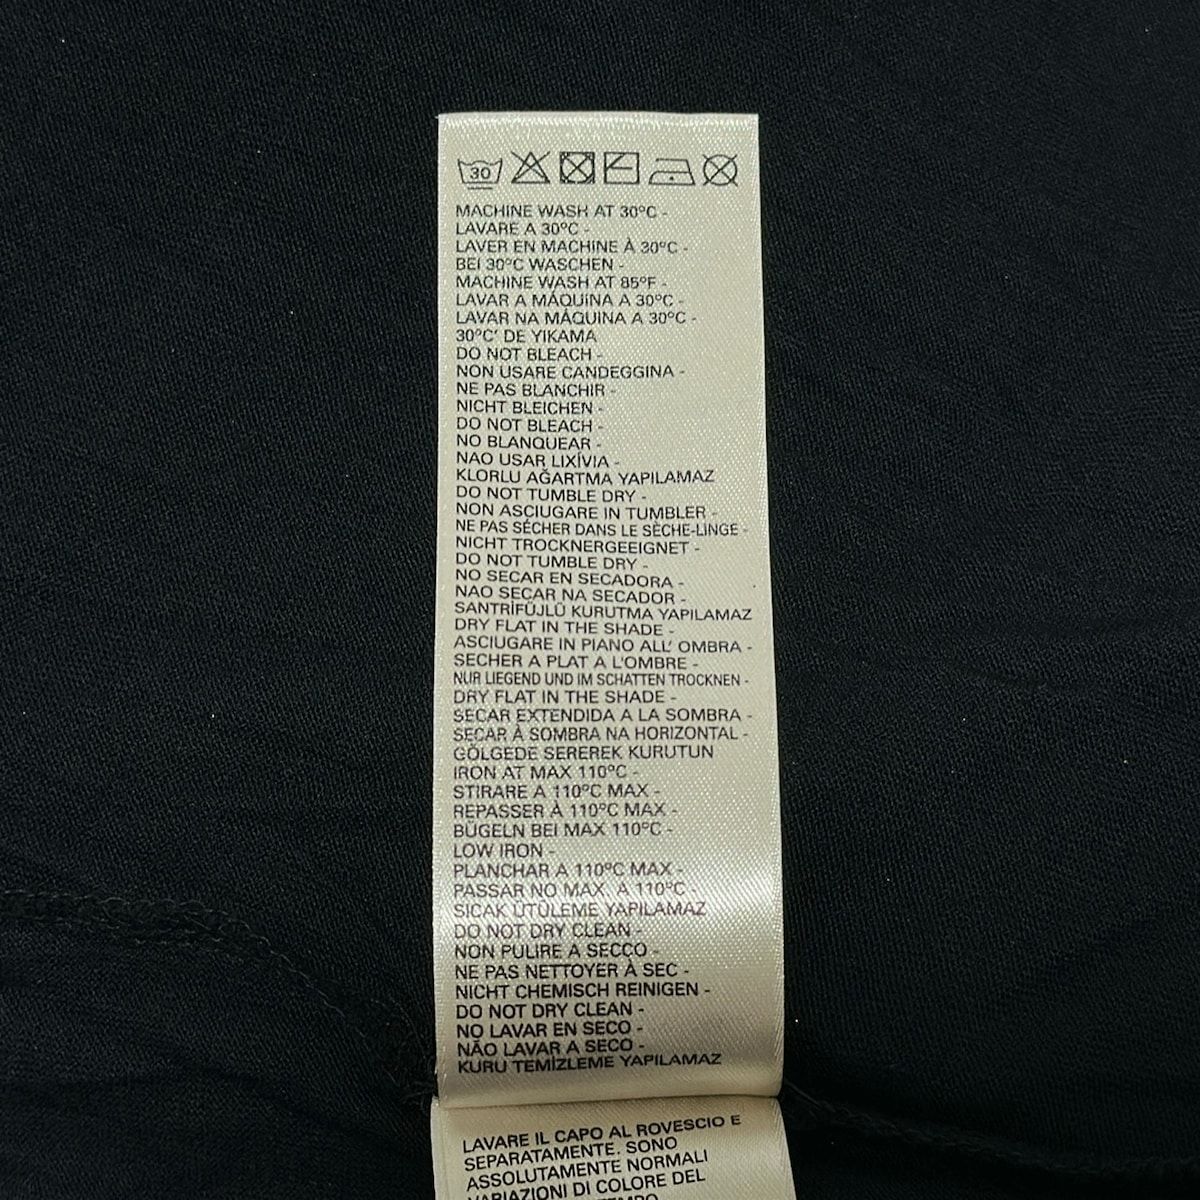 30
MACHINE WASH AT 30°C -
LAVARE A 30°C -
LAVER EN MACHINE À 30°C -
BEI 30°C WASCHEN -
MACHINE WASH AT 85°F -
LAVAR A MÁQUINA A 30°C -
LAVAR NA MÁQUINA A 30°C -
30°C' DE YIKAMA
DO NOT BLEACH -
NON USARE CANDEGGINA -
NE PAS BLANCHIR -
NICHT BLEICHEN -
DO NOT BLEACH -
NO BLANQUEAR -
NAO USAR LIXÍVIA -
KLORLU AĞARTMA YAPILAMAZ
DO NOT TUMBLE DRY -
NON ASCIUGARE IN TUMBLER -
NE PAS SÉCHER DANS LE SÈCHE-LINGE -
NICHT TROCKNERGEEIGNET -
DO NOT TUMBLE DRY -
NO SECAR EN SECADORA -
NAO SECAR NA SECADOR -
SANTRİFÜJLÜ KURUTMA YAPILAMAZ
DRY FLAT IN THE SHADE -
ASCIUGARE IN PIANO ALL' OMBRA -
SECHER A PLAT A L'OMBRE -
NUR LIEGEND UND IM SCHATTEN TROCKNEN -
DRY FLAT IN THE SHADE -
SECAR EXTENDIDA A LA SOMBRA -
SECAR À SOMBRA NA HORIZONTAL -
GÖLGEDE SEREREK KURUTUN
IRON AT MAX 110°C -
STIRARE A 110°C MAX -
REPASSER À 110°C MAX -
BÜGELN BEI MAX 110°C -
LOW IRON -
PLANCHAR A 110°C MAX -
PASSAR NO MAX. A 110°C -
SICAK ÜTÜLEME YAPILAMAZ
DO NOT DRY CLEAN -
NON PULIRE A SECCO -
NE PAS NETTOYER À SEC -
NICHT CHEMISCH REINIGEN -
DO NOT DRY CLEAN -
NO LAVAR EN SECO -
NÃO LAVAR A SECO -
KURU TEMİZLEME YAPILAMAZ
LAVARE IL CAPO AL ROVESCIO E
SEPARATAMENTE. SONO
ASSOLUTAMENTE NORMALI
VARIAZIONI DI COLORE DEL
TEMPO